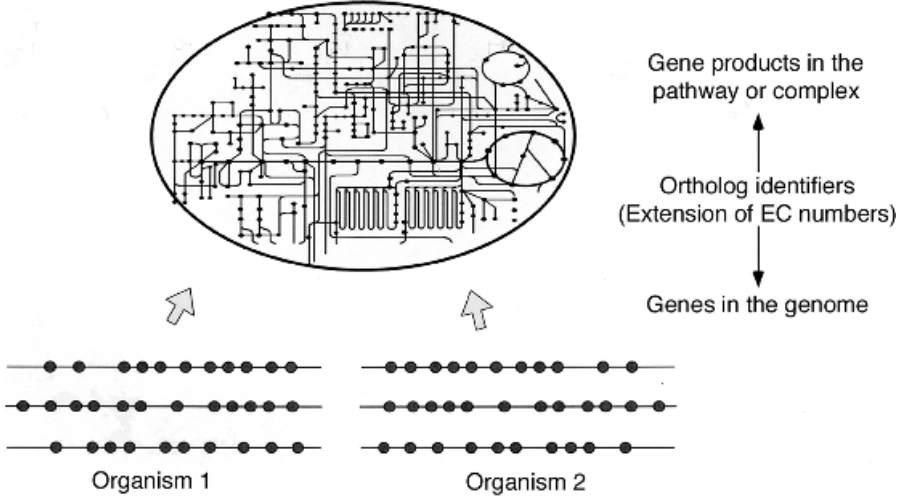 Gene products in the
pathway or complex
Ortholog identifiers
(Extension of EC numbers)
Genes in the genome
Organism 1
Organism 2